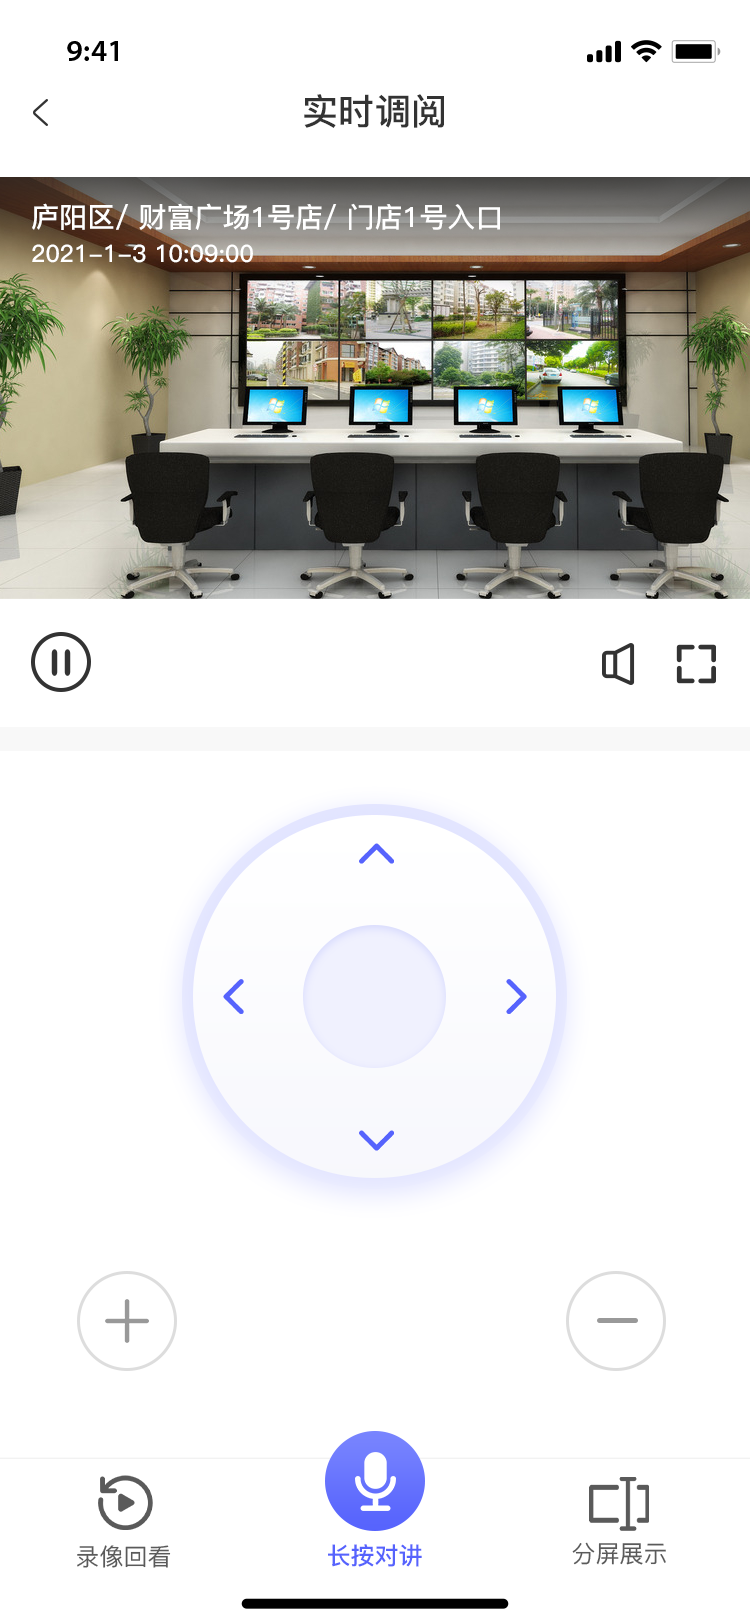 9:41
实时调阅
庐阳区/ 财富广场1号店/ 门店1号入口
2021-1-3 10:09:00
录像回看
长按对讲
分屏展示